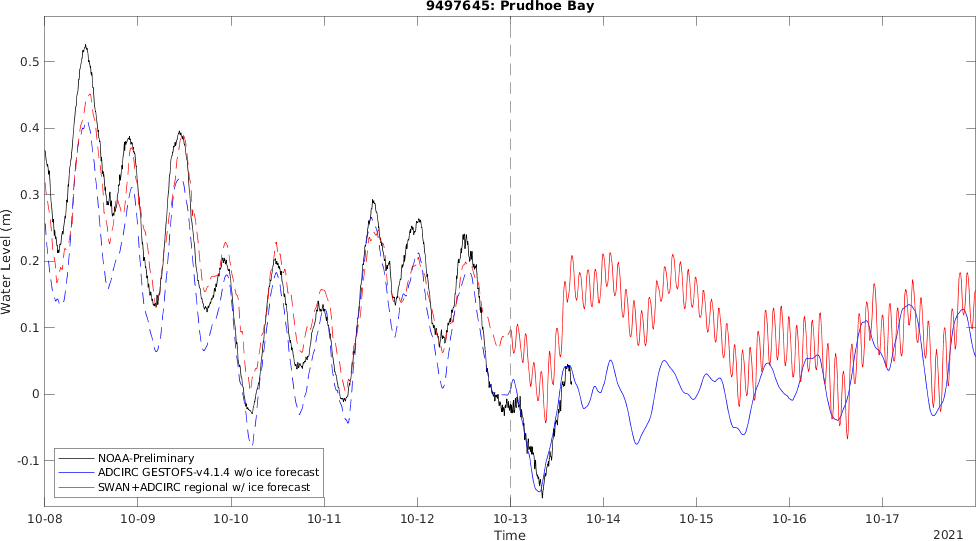 9497645: Prudhoe Bay
Water Level (m)
0.5
0.4
0.3
0.2
0.1
0
-0.1
NOAA-Preliminary
ADCIRC GESTOFS-v4.1.4 w/o ice forecast
SWAN+ADCIRC regional w/ ice forecast
10-08 10-09 10-10 10-11 10-12 10-13 10-14 10-15 10-16 10-17
Time
2021